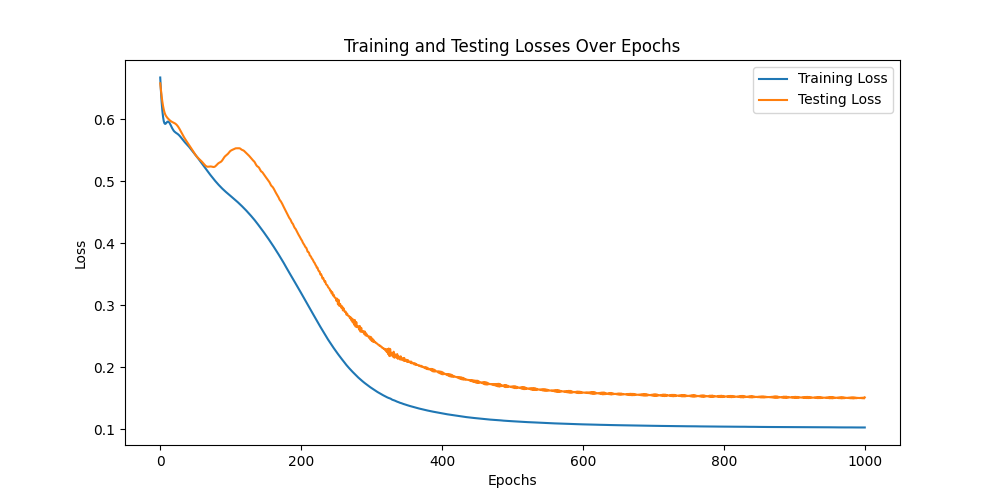 Training and Testing Losses Over Epochs
Training Loss
Testing Loss
Loss
0.6
0.5
0.4
0.3
0.2
0.1
0 200 400 600 800 1000
Epochs